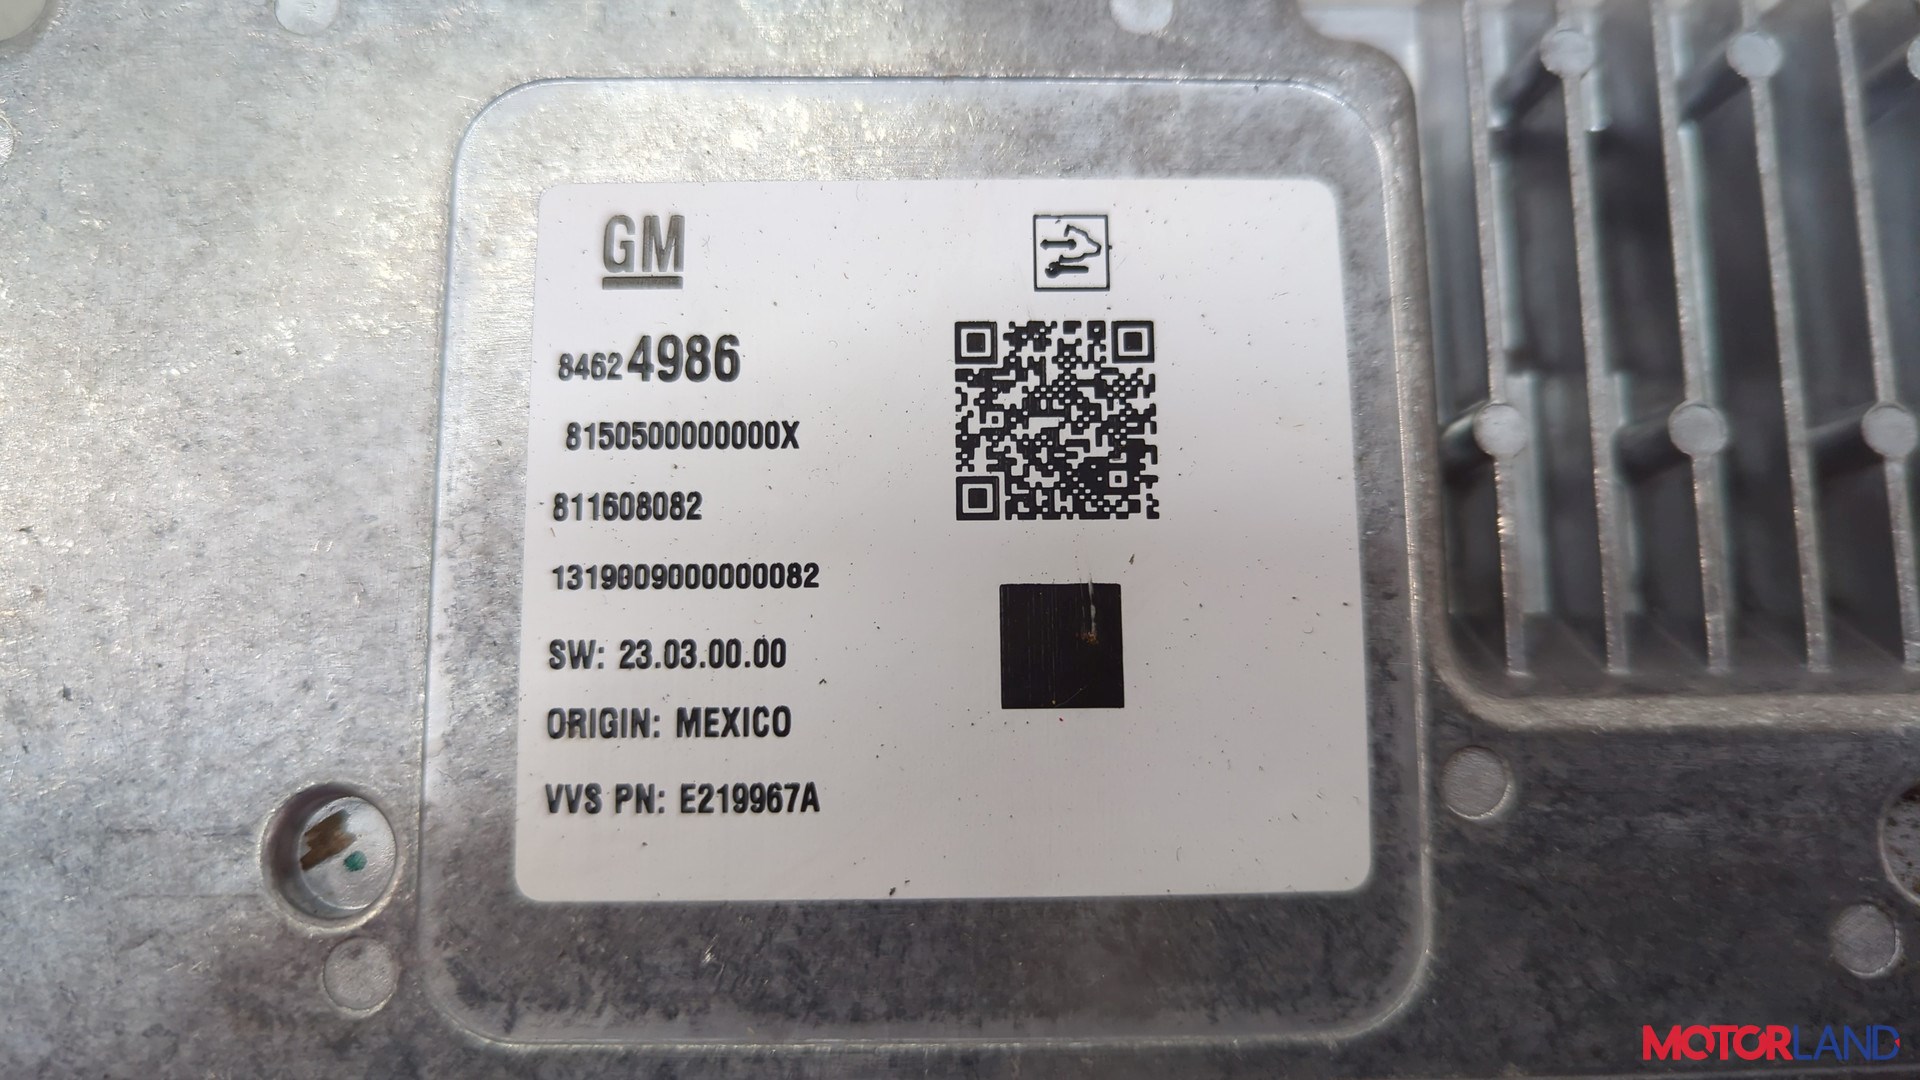 GM
84624986
8150500000000X
811608082
1319009000000082
SW: 23.03.00.00
ORIGIN: MEXICO
VVS PN: E219967A
MOTORLAND